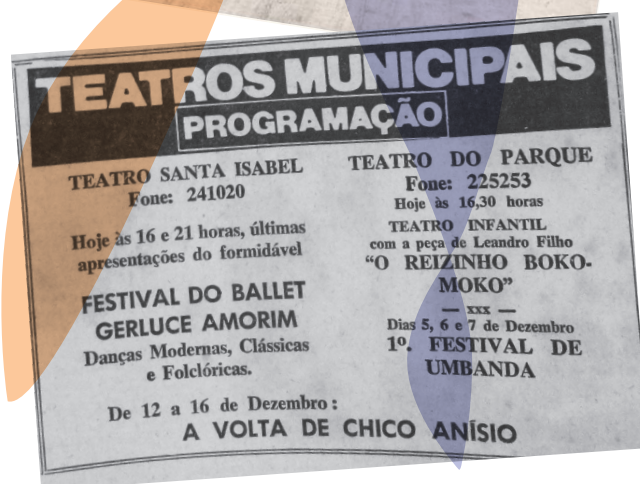 TEATROS MUNICIPAIS
PROGRAMAÇÃO
TEATRO SANTA ISABEL
Fone: 241020
Hoje às 16 e 21 horas, últimas
apresentações do formidável
FESTIVAL DO BALLET
GERLUCE AMORIM
Danças Modernas, Clássicas
e Folclóricas.
TEATRO DO PARQUE
Fone: 225253
Hoje às 16,30 horas
TEATRO INFANTIL
com a peça de Leandro Filho
“O REIZINHO BOKO-
MOKO”
— xxx —
Dias 5, 6 e 7 de Dezembro
1º. FESTIVAL DE
UMBANDA
De 12 a 16 de Dezembro:
A VOLTA DE CHICO ANÍSIO